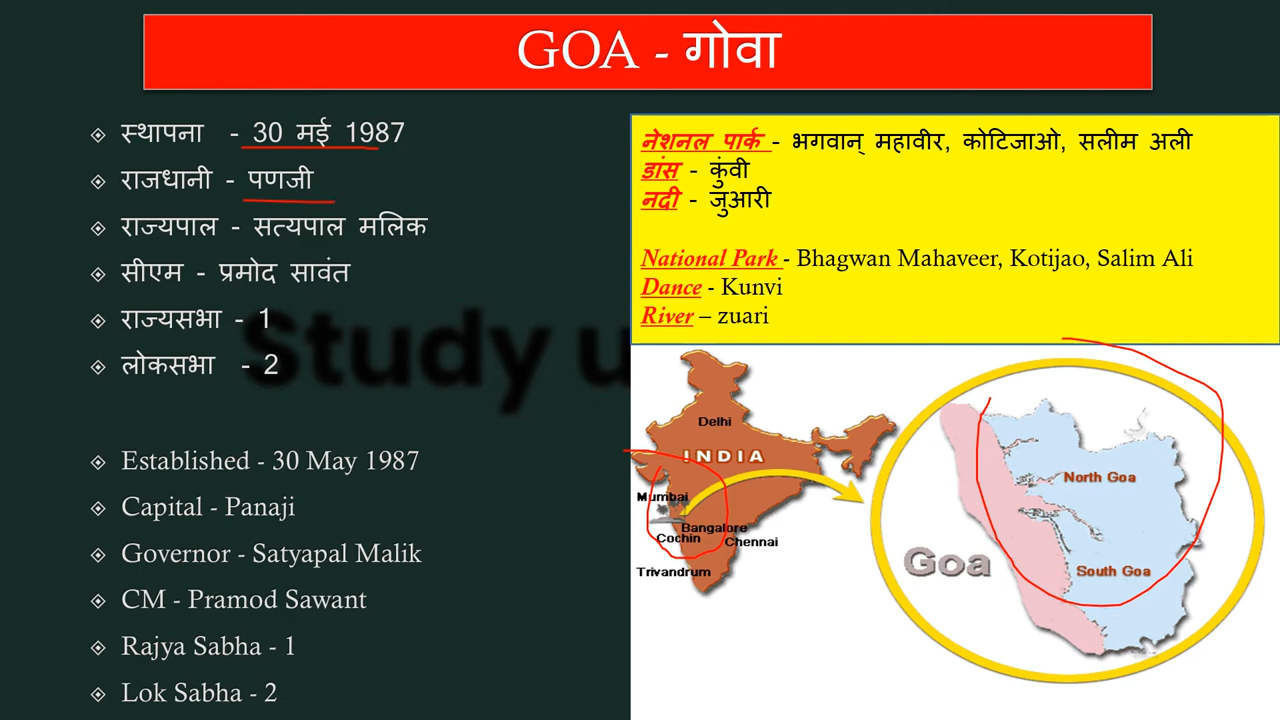 GOA - गोवा
स्थापना - 30 मई 1987
राजधानी - पणजी
राज्यपाल - सत्यपाल मलिक
सीएम - प्रमोद सावंत
राज्यसभा - 1
लोकसभा - 2
Established - 30 May 1987
Capital - Panaji
Governor - Satyapal Malik
CM - Pramod Sawant
Rajya Sabha - 1
Lok Sabha - 2
Study u
नेशनल पार्क - भगवान् महावीर, कोटिजाओ, सलीम अली
डांस - कुंवी
नदी - जुआरी
National Park - Bhagwan Mahaveer, Kotijao, Salim Ali
Dance - Kunvi
River – zuari
Delhi
INDIA
Mumbai
Bangalore
Cochin
Chennai
Trivandrum
North Goa
Goa
South Goa